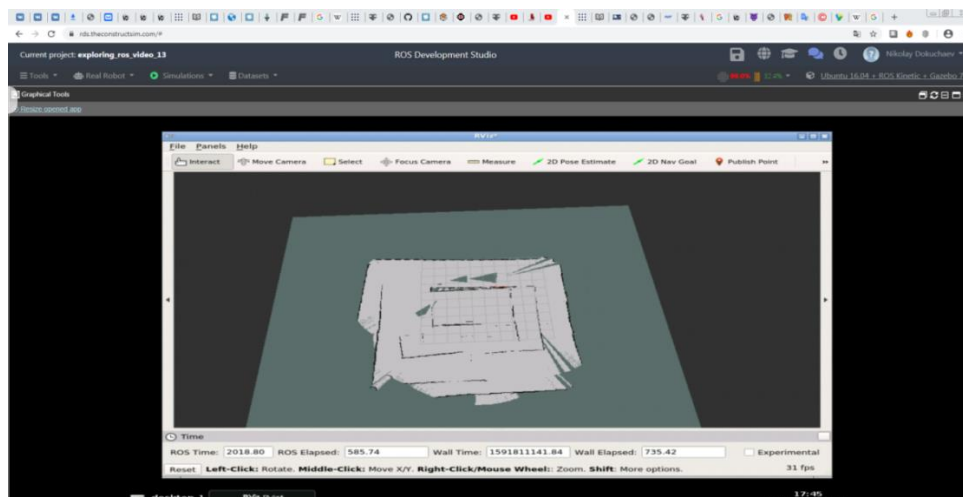 rds.theconstructsim.com/#
Current project: exploring_ros_video_13
ROS Development Studio
Nikolay Dokuchaev
Tools
Real Robot
Simulations
Datasets
Ubuntu 16.04 + ROS Kinetic + Gazebo 7
Graphical Tools
Resize opened app
RViz*
File Panels Help
Interact Move Camera Select Focus Camera Measure 2D Pose Estimate 2D Nav Goal Publish Point
Time
ROS Time: 2018.80 ROS Elapsed: 585.74 Wall Time: 1591811141.84 Wall Elapsed: 735.42 Experimental
Reset Left-Click: Rotate. Middle-Click: Move X/Y. Right-Click/Mouse Wheel:: Zoom. Shift: More options. 31 fps
17:45